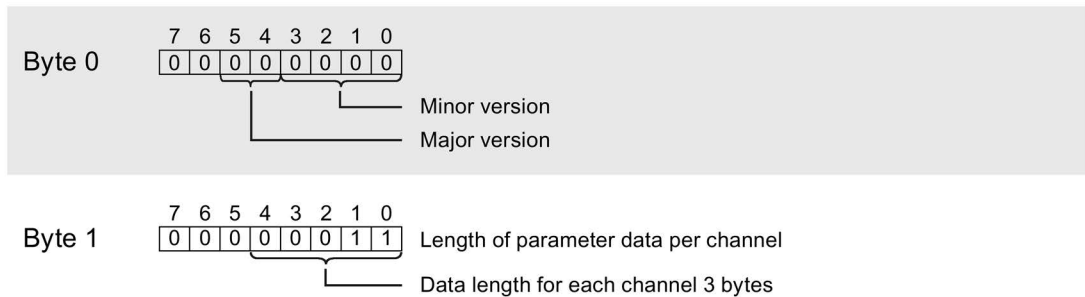 7 6 5 4 3 2 1 0
Byte 0 0 0 0 0 0 0 0 0
Minor version
Major version
7 6 5 4 3 2 1 0
Byte 1 0 0 0 0 0 0 1 1 Length of parameter data per channel
Data length for each channel 3 bytes